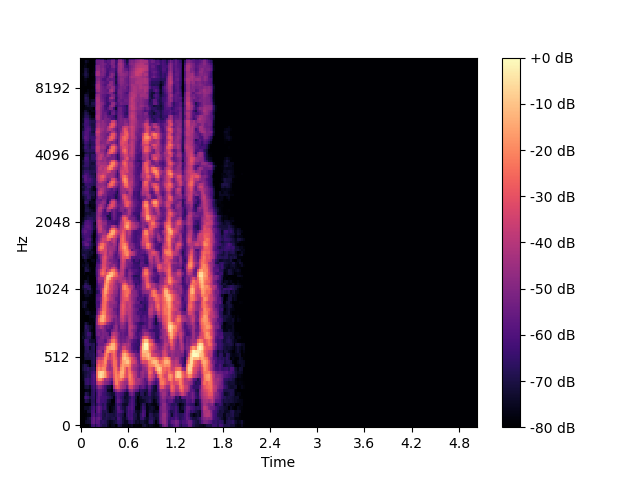 +0 dB
8192
-10 dB
4096
-20 dB
-30 dB
2048
Hz
-40 dB
1024
-50 dB
-60 dB
512
-70 dB
0
-80 dB
0 0.6 1.2 1.8 2.4 3 3.6 4.2 4.8
Time